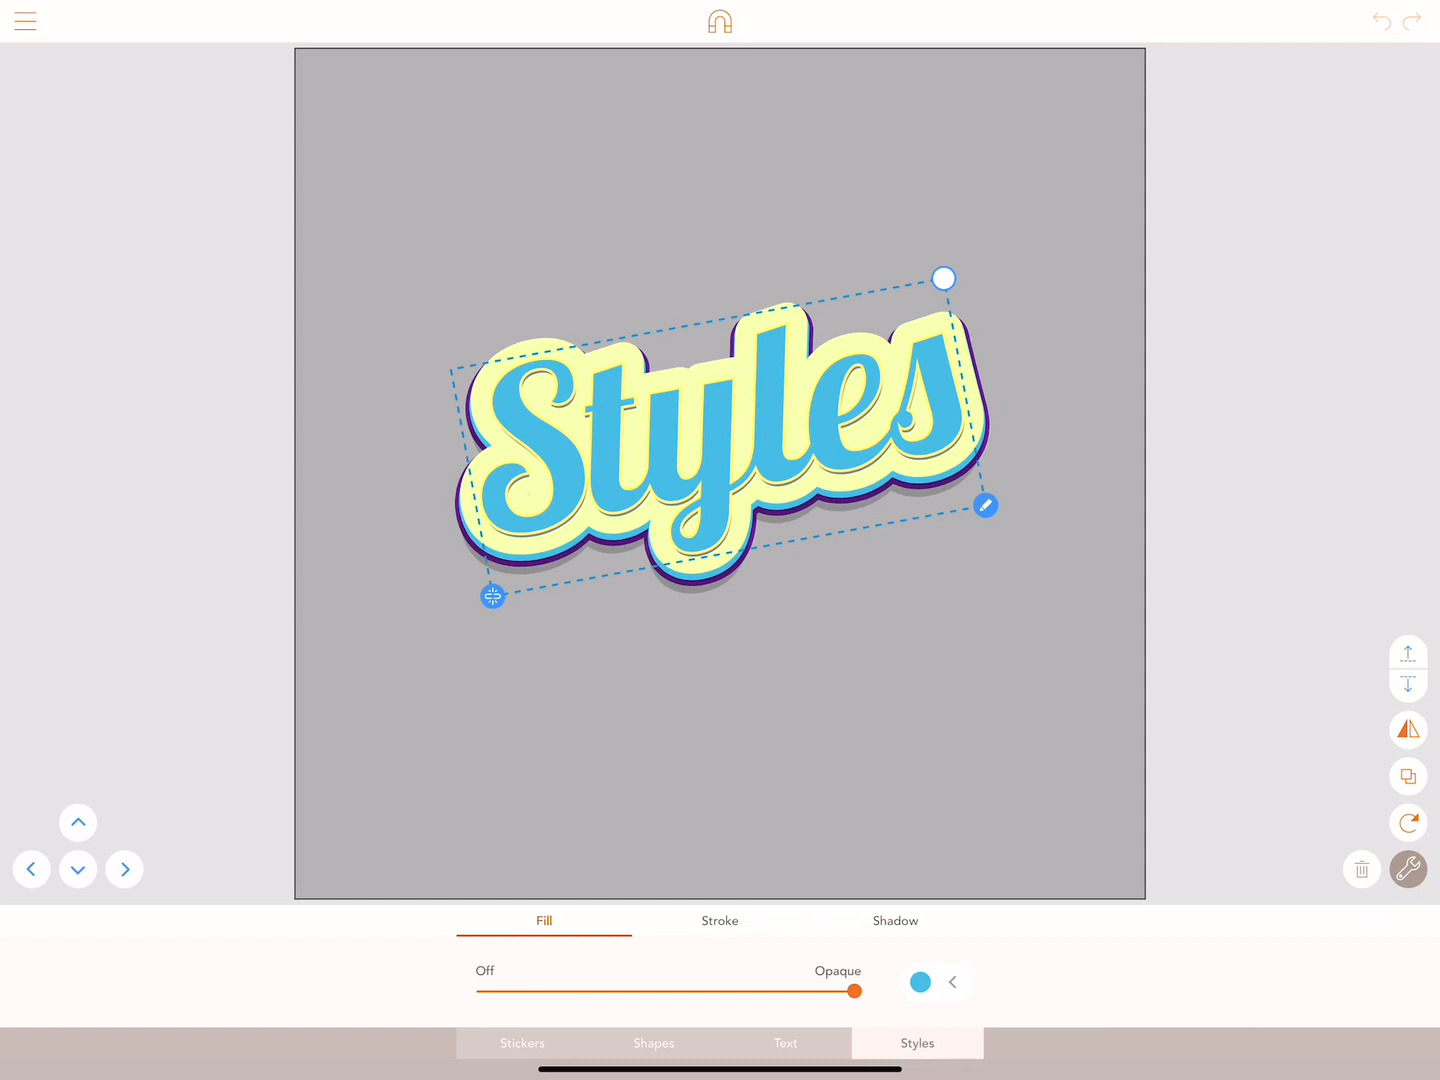 Styles
Fill
Stroke
Shadow
Off
Opaque
Stickers
Shapes
Text
Styles